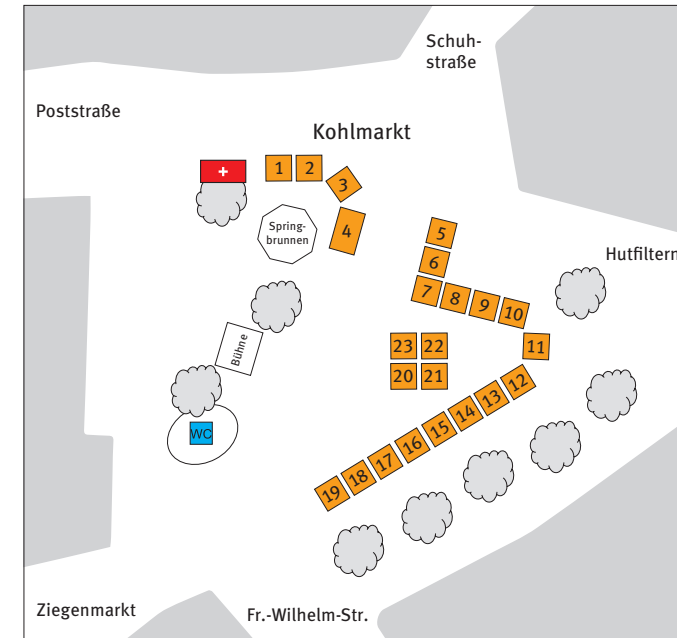 Schuh-
straße
Poststraße
Kohlmarkt
+
1
2
3
4
Spring-
brunnen
5
6
7
8
9
10
Hutfiltern
11
Bühne
23
22
20
21
12
13
14
15
16
17
18
19
WC
Ziegenmarkt
Fr.-Wilhelm-Str.